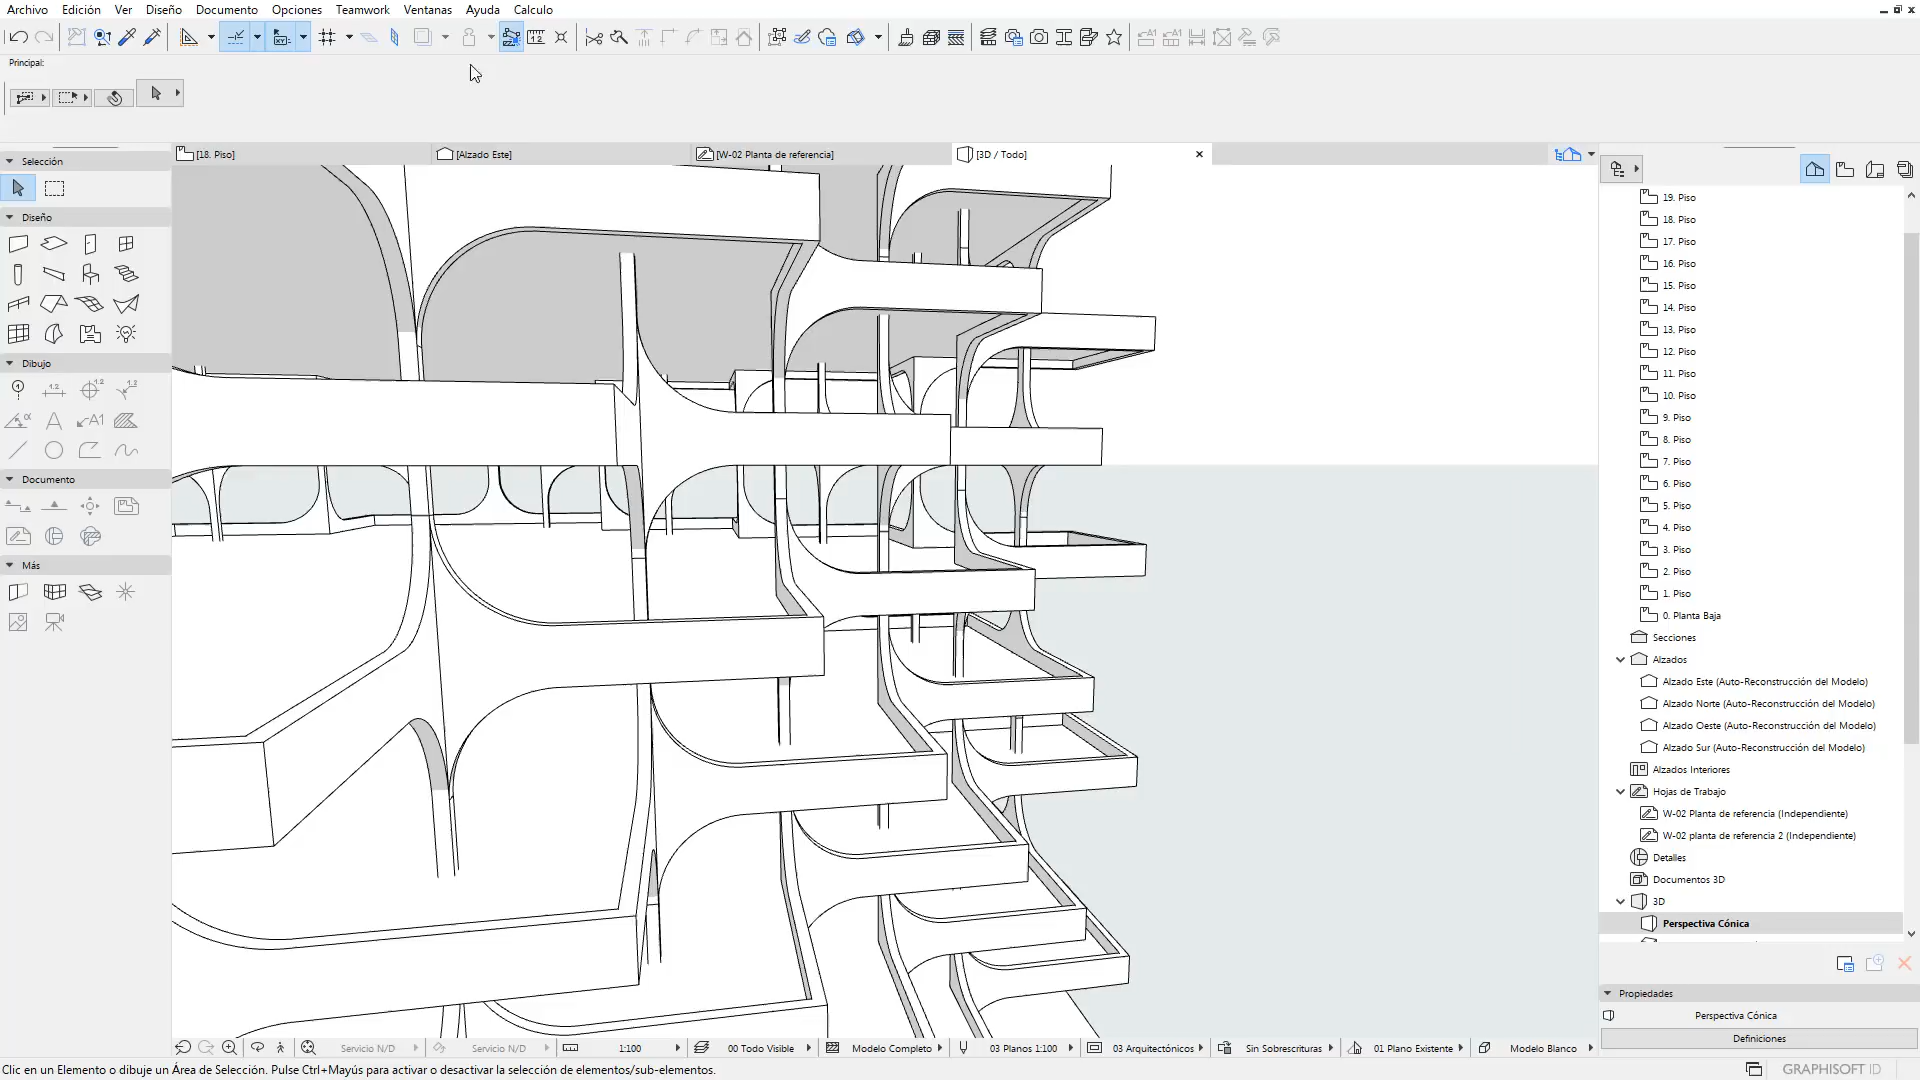 Archivo Edición Ver Diseño Documento Opciones Teamwork Ventanas Ayuda Calculo
Principal:
Selección
Diseño
Dibujo
Documento
Más
[18. Piso]
[Alzado Este]
[W-02 Planta de referencia]
[3D / Todo]
19. Piso
18. Piso
17. Piso
16. Piso
15. Piso
14. Piso
13. Piso
12. Piso
11. Piso
10. Piso
9. Piso
8. Piso
7. Piso
6. Piso
5. Piso
4. Piso
3. Piso
2. Piso
1. Piso
0. Planta Baja
Secciones
Alzados
Alzado Este (Auto-Reconstrucción del Modelo)
Alzado Norte (Auto-Reconstrucción del Modelo)
Alzado Oeste (Auto-Reconstrucción del Modelo)
Alzado Sur (Auto-Reconstrucción del Modelo)
Alzados Interiores
Hojas de Trabajo
W-02 Planta de referencia (Independiente)
W-02 planta de referencia 2 (Independiente)
Detalles
Documentos 3D
3D
Perspectiva Cónica
Propiedades
Perspectiva Cónica
Definiciones
Servicio N/D Servicio N/D 1:100 00 Todo Visible Modelo Completo 03 Planos 1:100 03 Arquitectónicos Sin Sobrescrituras 01 Plano Existente Modelo Blanco
Clic en un Elemento o dibuje un Área de Selección. Pulse Ctrl+Mayús para activar o desactivar la selección de elementos/sub-elementos.
GRAPHISOFT ID